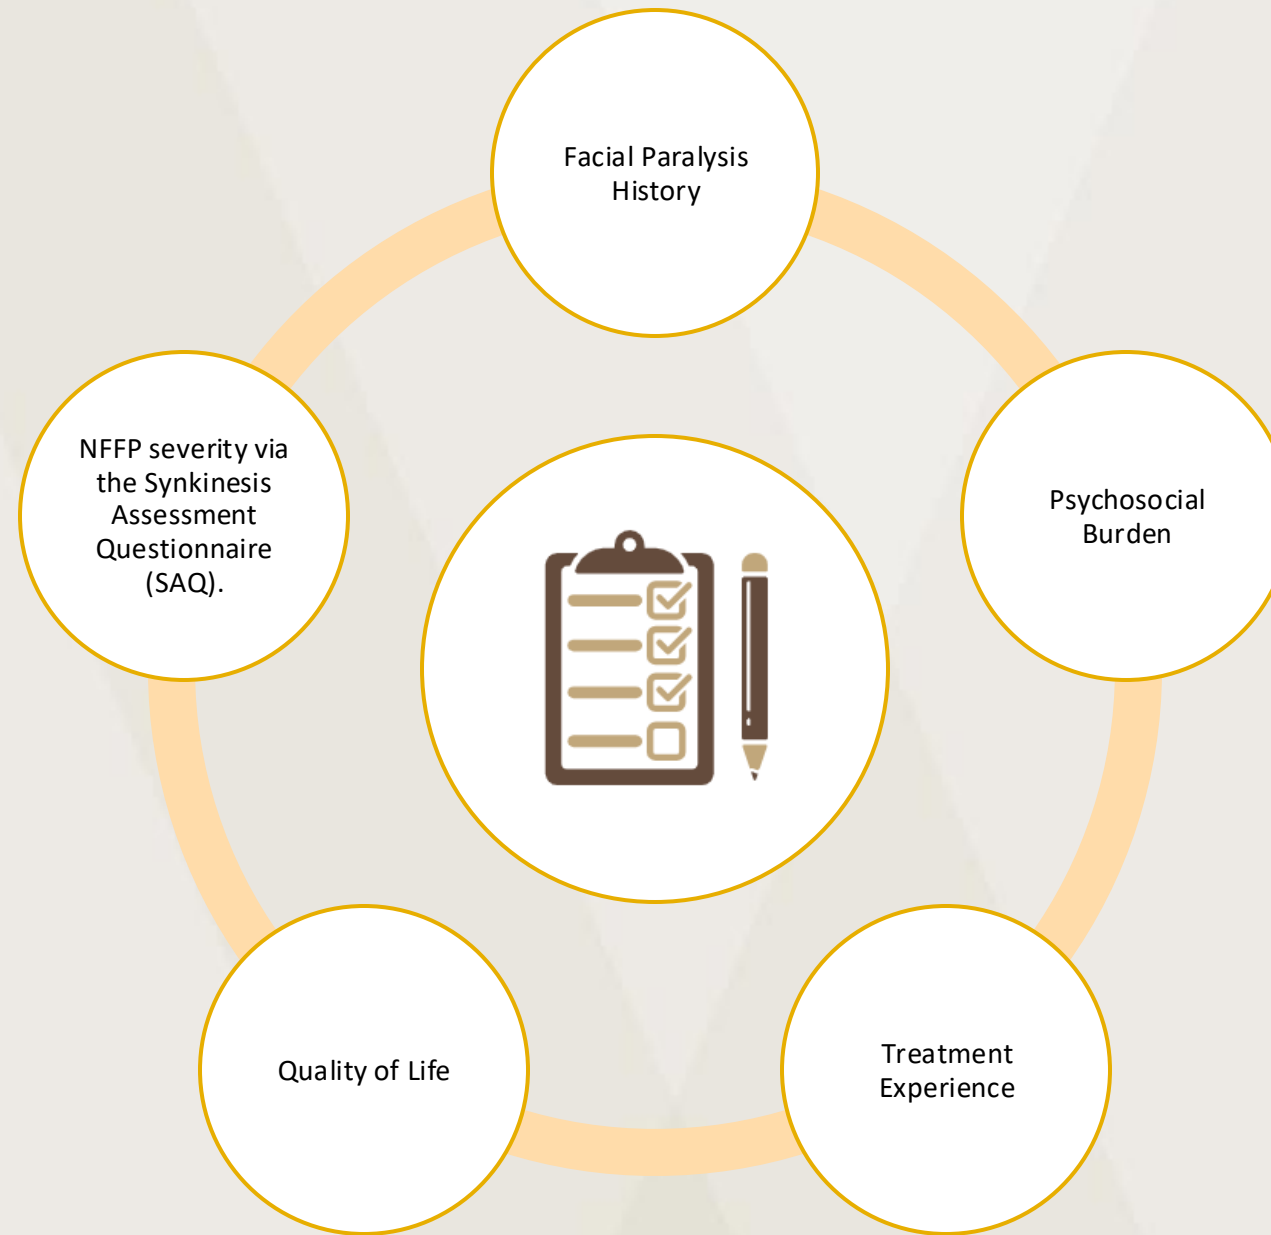 Facial Paralysis
History
NFFP severity via
the Synkinesis
Assessment
Questionnaire
(SAQ).
Psychosocial
Burden
Quality of Life
Treatment
Experience